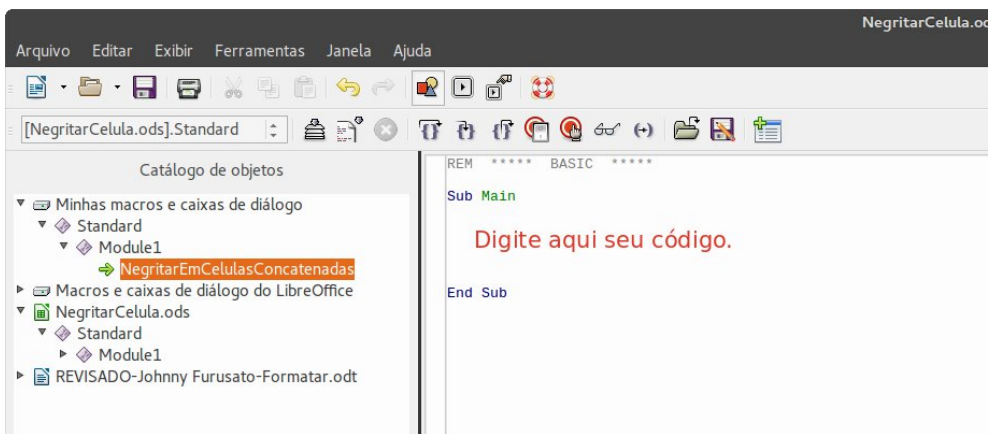 NegritarCelula.od
Arquivo Editar Exibir Ferramentas Janela Ajuda
[NegritarCelula.ods].Standard
Catálogo de objetos
Minhas macros e caixas de diálogo
Standard
Module1
NegritarEmCelulasConcatenadas
Macros e caixas de diálogo do LibreOffice
NegritarCelula.ods
Standard
Module1
REVISADO-Johnny Furusato-Formatar.odt
REM ***** BASIC *****
Sub Main
Digite aqui seu código.
End Sub